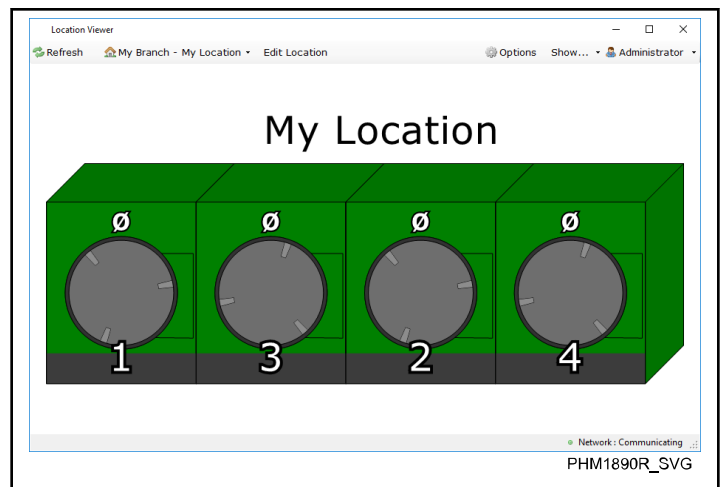 Location Viewer
Refresh My Branch - My Location Edit Location Options Show... Administrator
My Location
Ø Ø Ø Ø
1 3 2 4
Network : Communicating
PHM1890R_SVG